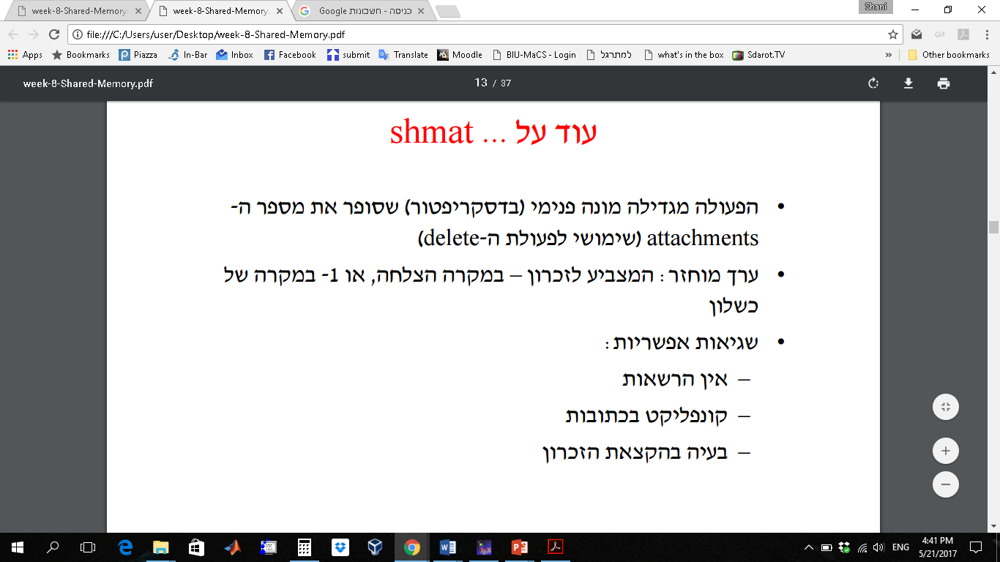 week-8-Shared-Memory.
week-8-Shared-Memory.
כניסה - חשבונות Google
Shani
file:///C:/Users/user/Desktop/week-8-Shared-Memory.pdf
Gif
Apps Bookmarks Piazza In-Bar Inbox Facebook submit Translate Moodle BIU-MaCS - Login למתרגל what's in the box Sdarot.TV » Other bookmarks
week-8-Shared-Memory.pdf 13 / 37
עוד על ... shmat
• הפעולה מגדילה מונה פנימי (בדסקריפטור) שסופר את מספר ה-
attachments (שימושי לפעולת ה-delete)
• ערך מוחזר: המצביע לזכרון – במקרה הצלחה, או 1- במקרה של
כשלון
• שגיאות אפשריות:
– אין הרשאות
– קונפליקט בכתובות
– בעיה בהקצאת הזכרון
ENG 4:41 PM
5/21/2017